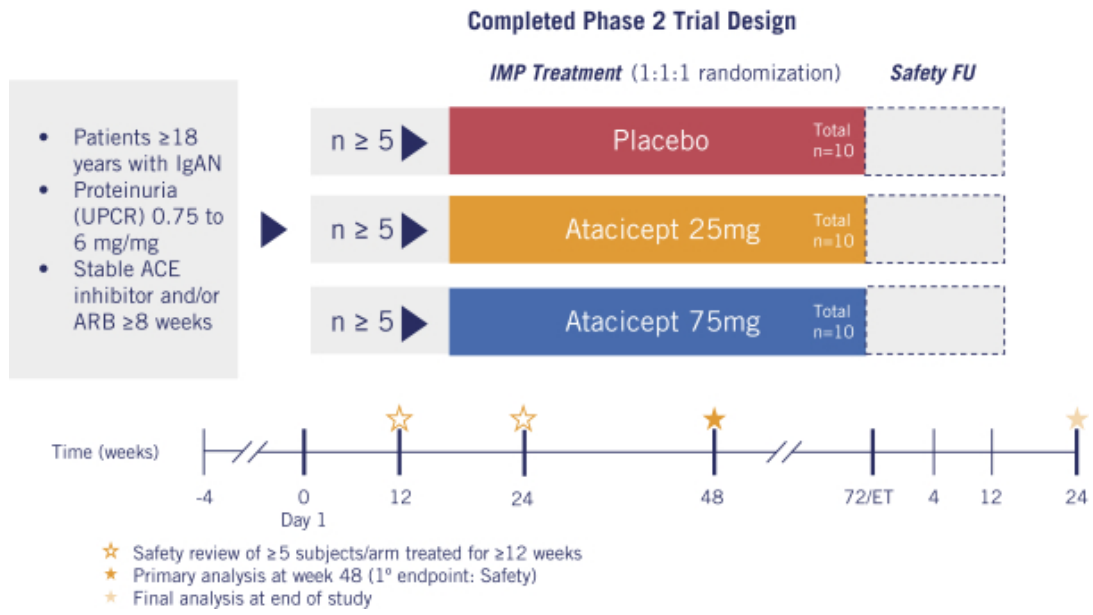 Completed Phase 2 Trial Design
IMP Treatment (1:1:1 randomization)
Safety FU
• Patients ≥18
years with IgAN
• Proteinuria
(UPCR) 0.75 to
6 mg/mg
• Stable ACE
inhibitor and/or
ARB ≥8 weeks
n ≥ 5
Placebo
Total
n=10
n ≥ 5
Atacicept 25mg
Total
n=10
n ≥ 5
Atacicept 75mg
Total
n=10
Time (weeks)
-4
0
Day 1
12
24
48
72/ET
4
12
24
Safety review of ≥5 subjects/arm treated for ≥12 weeks
Primary analysis at week 48 (1º endpoint: Safety)
Final analysis at end of study